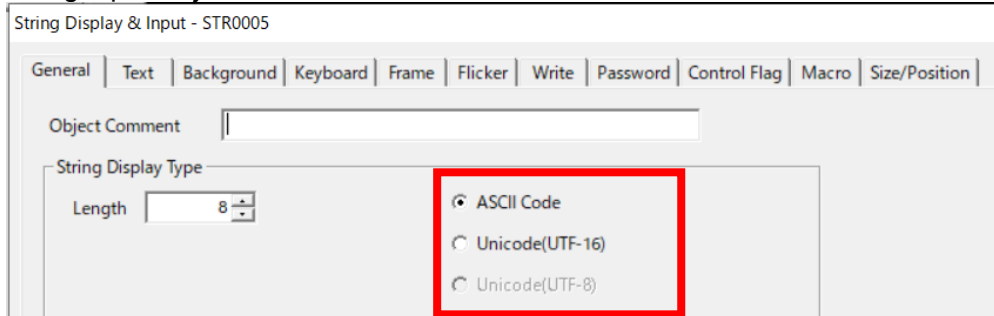 String Display & Input - STR0005
General Text Background Keyboard Frame Flicker Write Password Control Flag Macro Size/Position
Object Comment
String Display Type
Length 8
ASCII Code
Unicode(UTF-16)
Unicode(UTF-8)